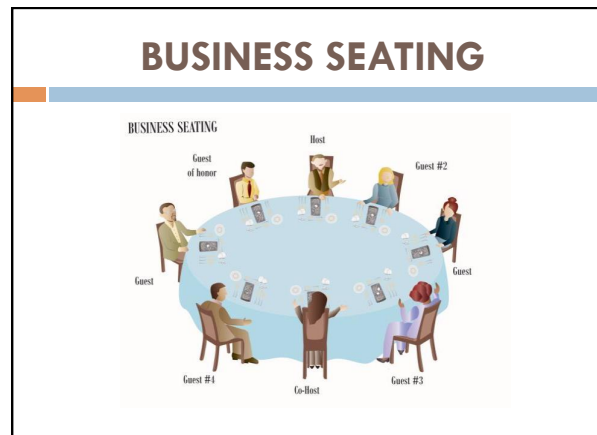 BUSINESS SEATING
BUSINESS SEATING
Host
Guest
of honor
Guest #2
Guest
Guest
Guest #4
Co-Host
Guest #3